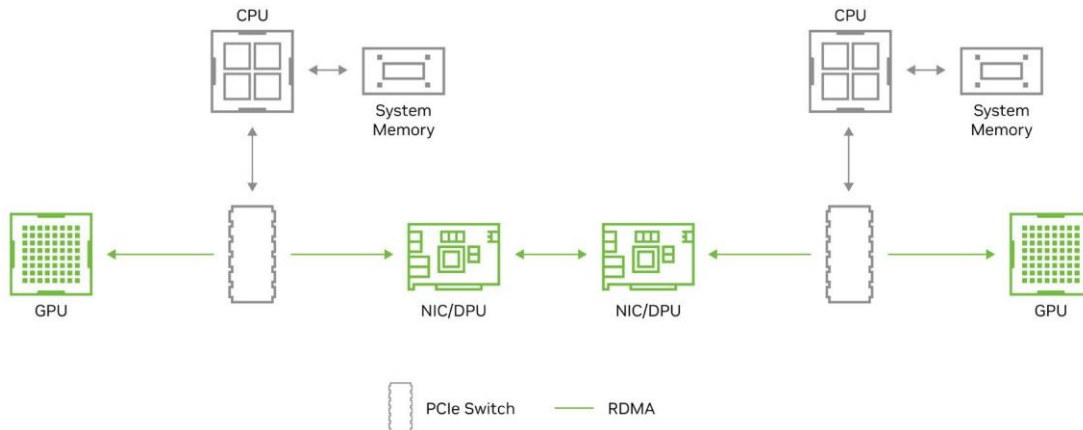 CPU
CPU
System
Memory
System
Memory
GPU
NIC/DPU
NIC/DPU
GPU
PCIe Switch
RDMA